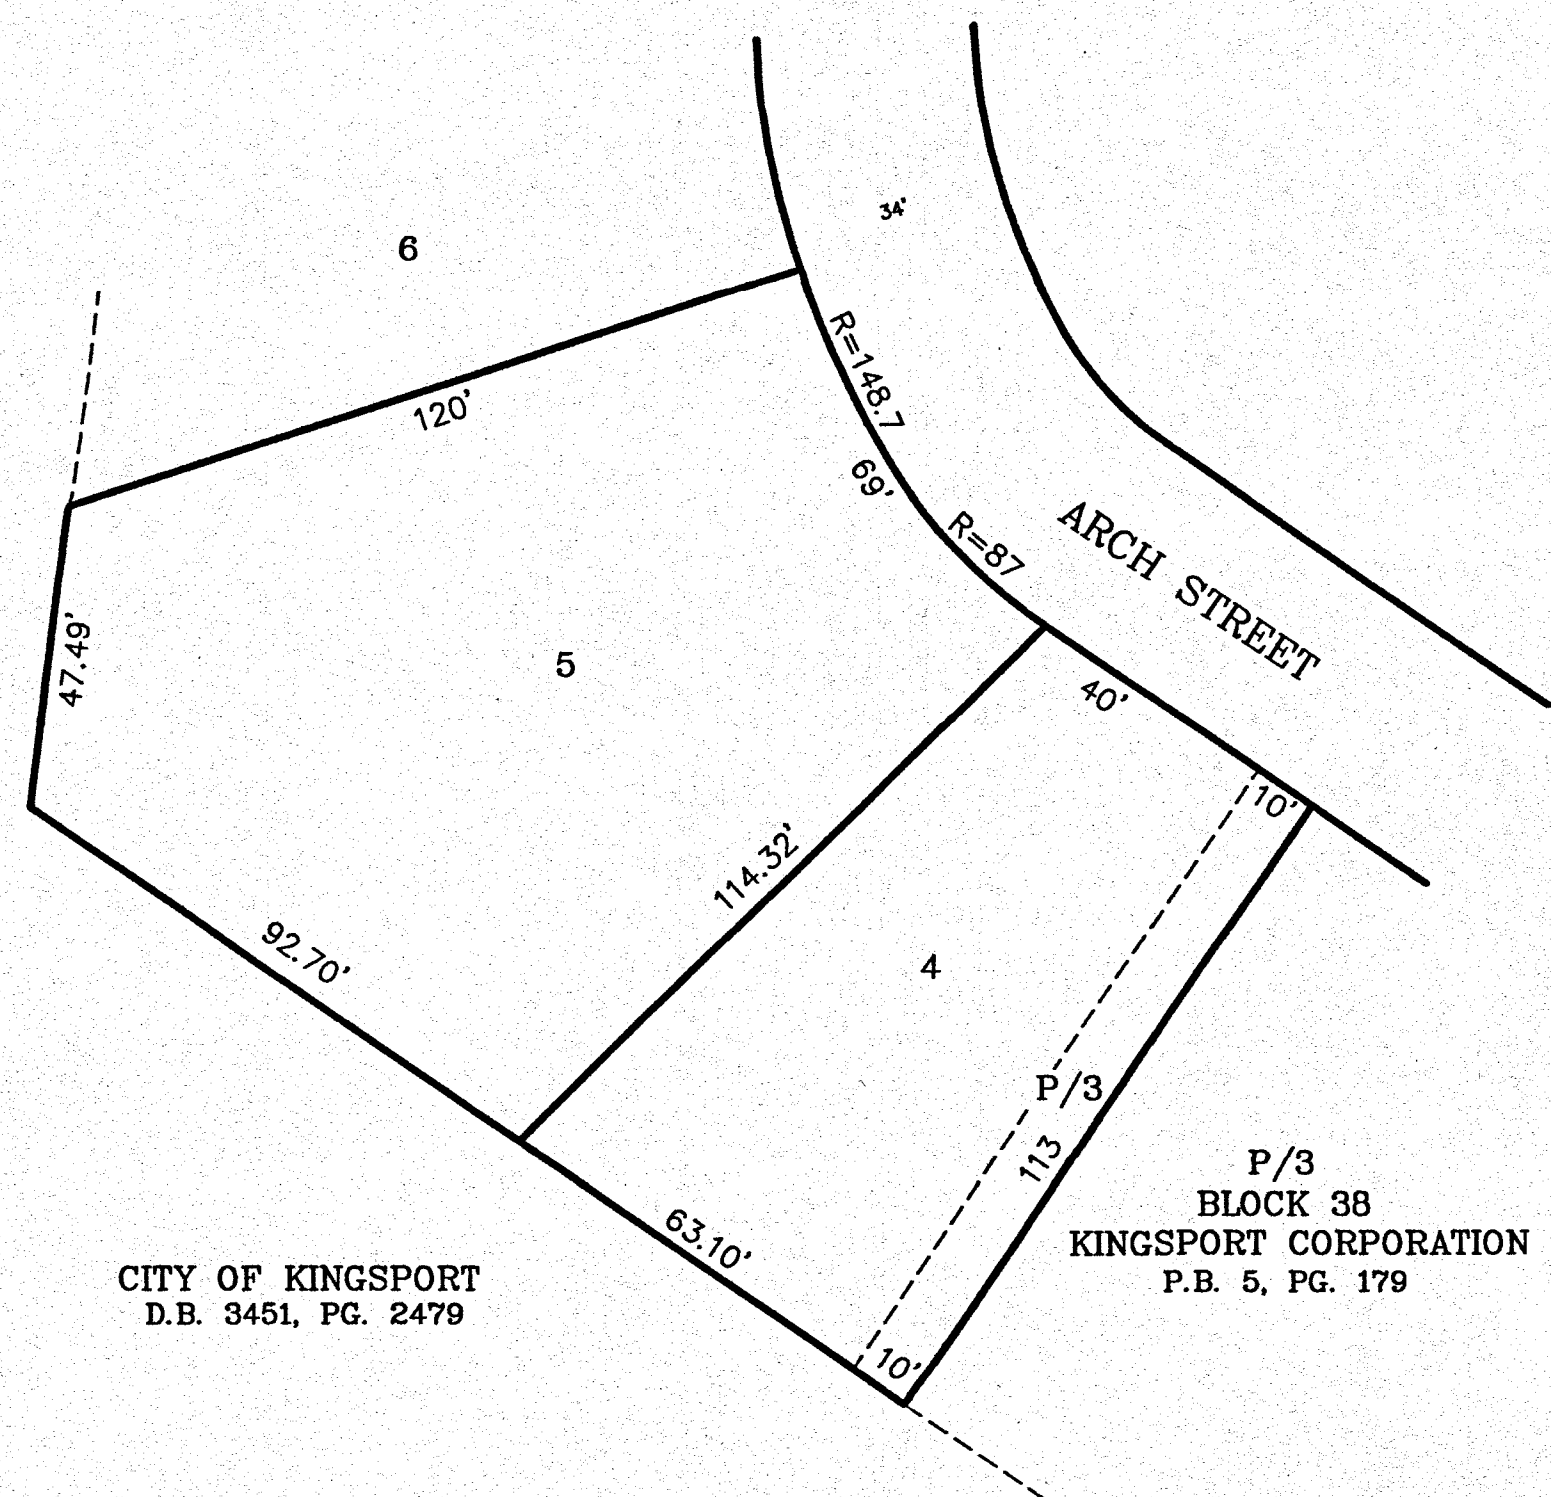 34'
6
R=148.7
120'
69'
R=87
ARCH STREET
47.49'
5
40'
10'
114.32'
92.70'
4
P/3
113
P/3
BLOCK 38
KINGSPORT CORPORATION
P.B. 5, PG. 179
63.10'
CITY OF KINGSPORT
D.B. 3451, PG. 2479
10'